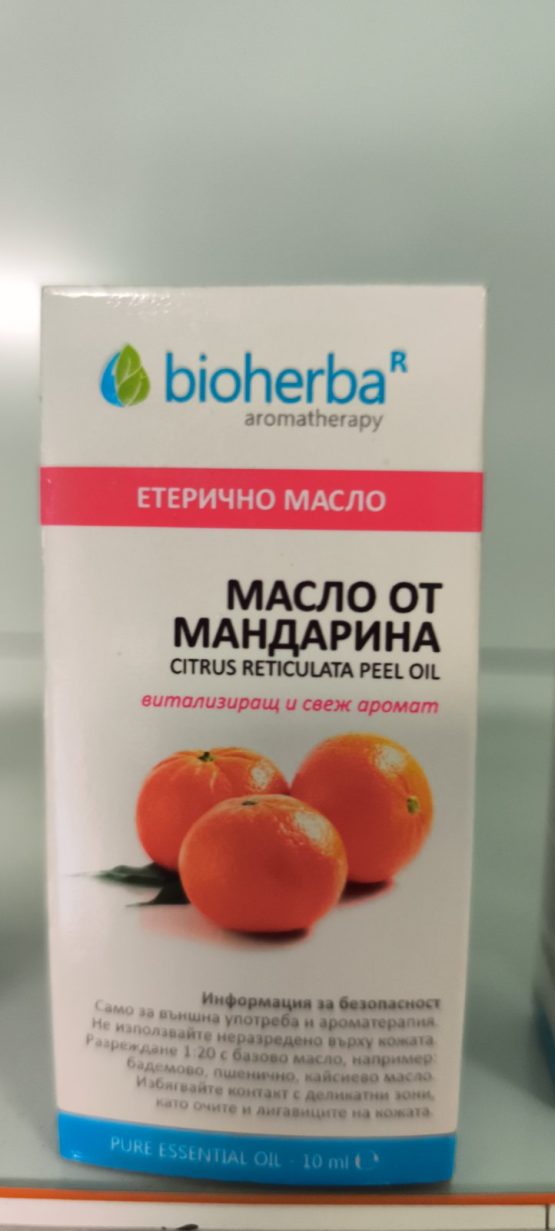 bioherba R
aromatherapy
ЕТЕРИЧНО МАСЛО
МАСЛО ОТ
МАНДАРИНА
CITRUS RETICULATA PEEL OIL
витализиращ и свеж аромат
Информация за безопасност
Само за външна употреба и ароматерапия.
Не използвайте неразредено върху кожата.
Разреждане 1:20 с базово масло, например:
бадемово, пшенично, кайсиево масло.
Избягвайте контакт с деликатни зони,
като очите и лигавиците на кожата.
PURE ESSENTIAL OIL - 10 ml ℮